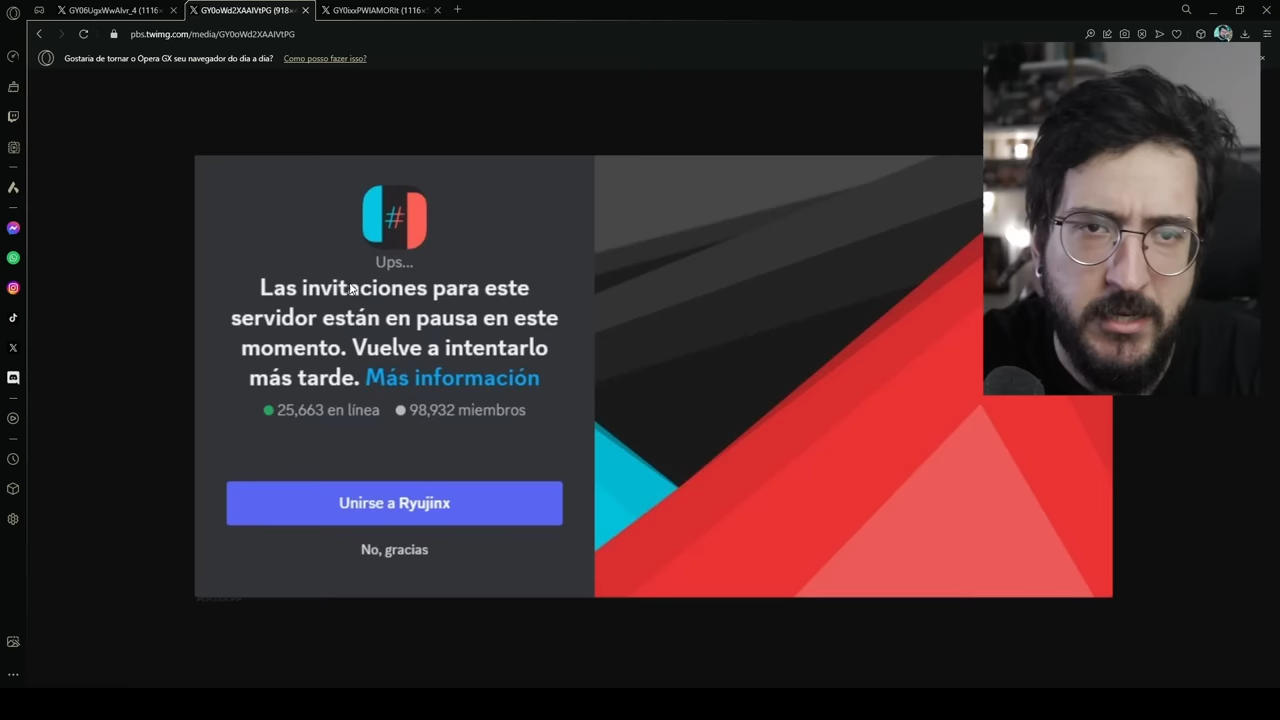 GY06UgxWwAlvr_4 (1116×
GY0oWd2XAAIVtPG (918×
GY0ixxPWIAMORIt (1116×
pbs.twimg.com/media/GY0oWd2XAAIVtPG
Gostaria de tornar o Opera GX seu navegador do dia a dia? Como posso fazer isso?
#
Ups...
Las invitaciones para este
servidor están en pausa en este
momento. Vuelve a intentarlo
más tarde. Más información
25,663 en línea 98,932 miembros
Unirse a Ryujinx
No, gracias